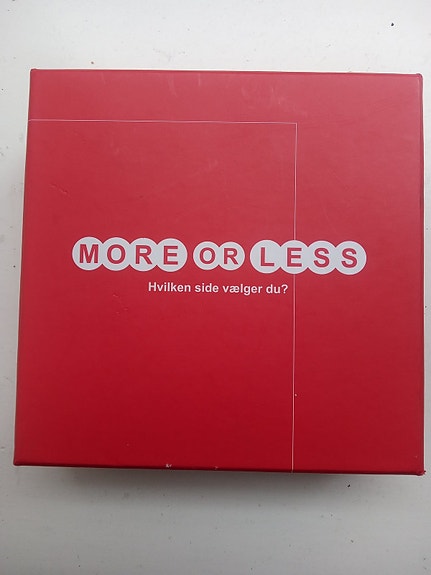 MORE OR LESS
Hvilken side vælger du?